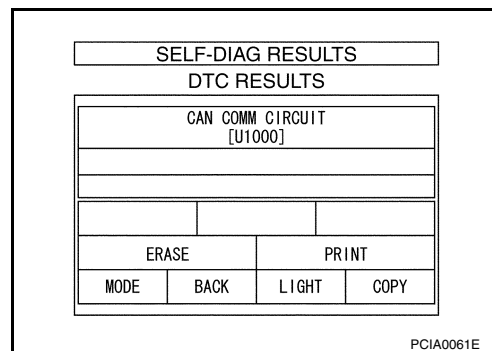 SELF-DIAG RESULTS
DTC RESULTS
CAN COMM CIRCUIT
[U1000]
ERASE PRINT
MODE BACK LIGHT COPY
PCIA0061E